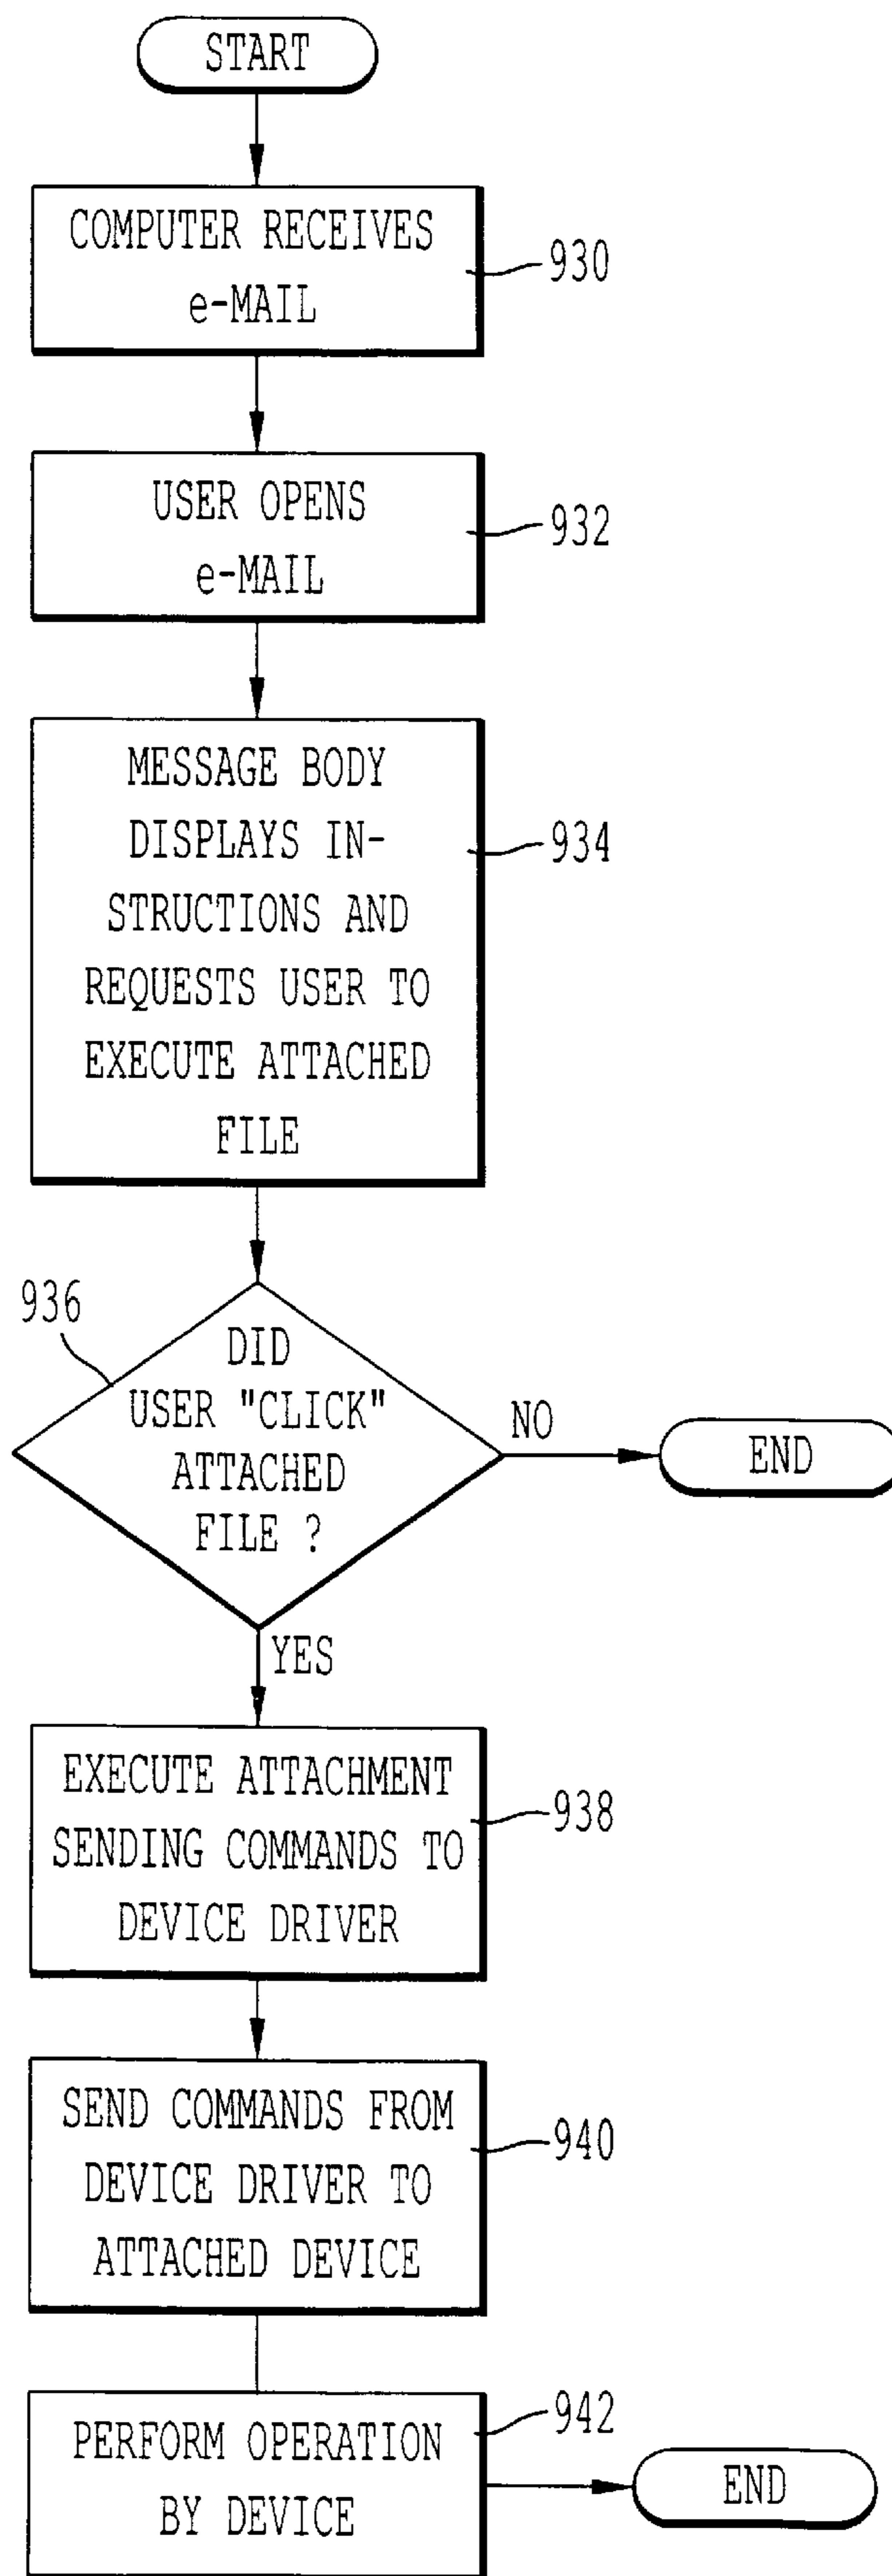 START
COMPUTER RECEIVES
e-MAIL
930
USER OPENS
e-MAIL
932
MESSAGE BODY
DISPLAYS IN-
STRUCTIONS AND
REQUESTS USER TO
EXECUTE ATTACHED
FILE
934
936
DID
USER "CLICK"
ATTACHED
FILE ?
NO
END
YES
EXECUTE ATTACHMENT
SENDING COMMANDS TO
DEVICE DRIVER
938
SEND COMMANDS FROM
DEVICE DRIVER TO
ATTACHED DEVICE
940
PERFORM OPERATION
BY DEVICE
942
END